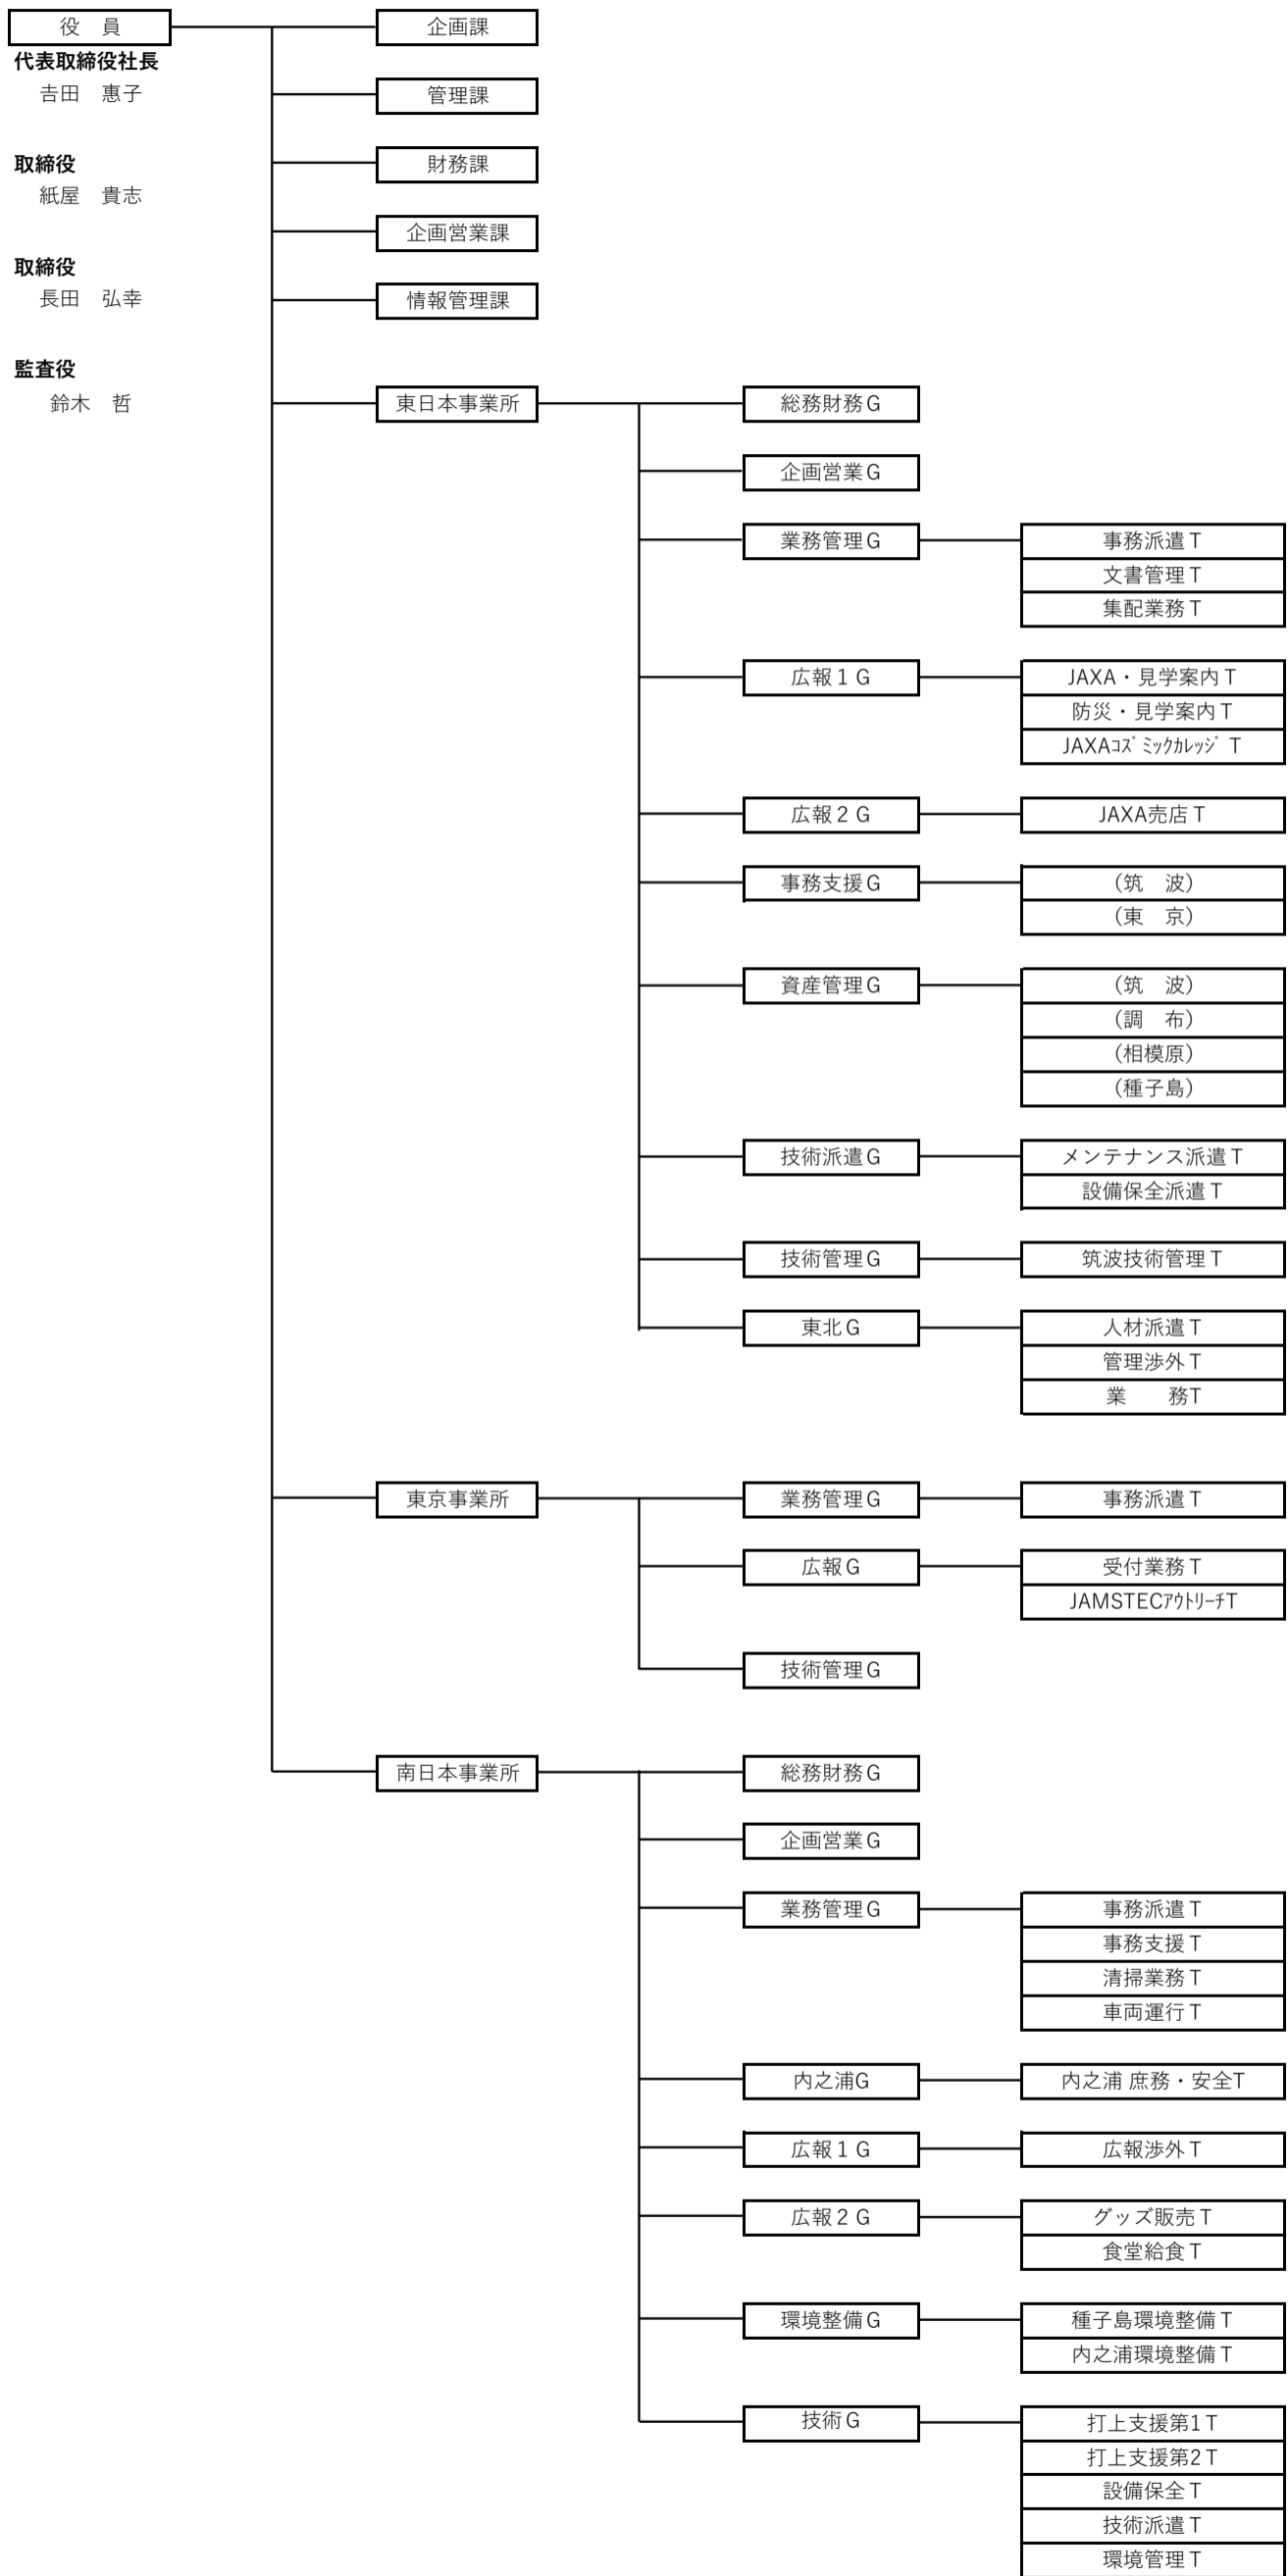 役　員
代表取締役社長
吉田　惠子
取締役
紙屋　貴志
取締役
長田　弘幸
監査役
鈴木　哲
企画課
管理課
財務課
企画営業課
情報管理課
東日本事業所
総務財務Ｇ
企画営業Ｇ
業務管理Ｇ
事務派遣Ｔ
文書管理Ｔ
集配業務Ｔ
広報１Ｇ
JAXA・見学案内Ｔ
防災・見学案内Ｔ
JAXAｺｽﾞﾐｯｸｶﾚｯｼﾞＴ
広報２Ｇ
JAXA売店Ｔ
事務支援Ｇ
（筑　波）
（東　京）
資産管理Ｇ
（筑　波）
（調　布）
（相模原）
（種子島）
技術派遣Ｇ
メンテナンス派遣Ｔ
設備保全派遣Ｔ
技術管理Ｇ
筑波技術管理Ｔ
東北Ｇ
人材派遣Ｔ
管理渉外Ｔ
業　　務T
東京事業所
業務管理Ｇ
事務派遣Ｔ
広報Ｇ
受付業務Ｔ
JAMSTECｱｳﾄﾘｰﾁT
技術管理Ｇ
南日本事業所
総務財務Ｇ
企画営業Ｇ
業務管理Ｇ
事務派遣Ｔ
事務支援Ｔ
清掃業務Ｔ
車両運行Ｔ
内之浦G
内之浦 庶務・安全T
広報１Ｇ
広報渉外Ｔ
広報２Ｇ
グッズ販売Ｔ
食堂給食Ｔ
環境整備Ｇ
種子島環境整備Ｔ
内之浦環境整備Ｔ
技術Ｇ
打上支援第1Ｔ
打上支援第2Ｔ
設備保全Ｔ
技術派遣Ｔ
環境管理Ｔ